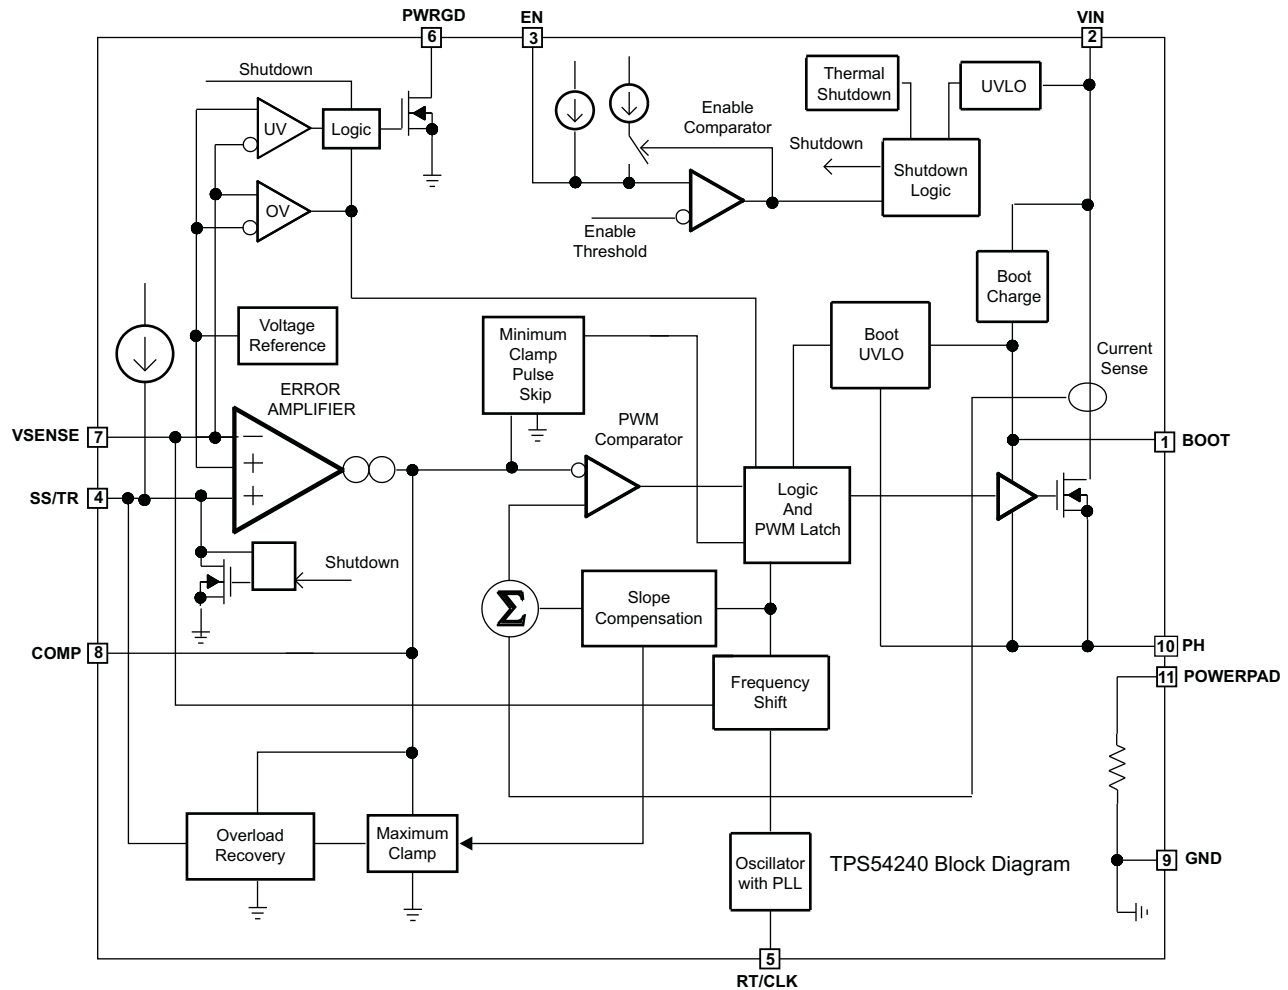 PWRGD
6
EN
3
VIN
2
Shutdown
UV
Logic
OV
Enable
Comparator
Enable
Threshold
Thermal
Shutdown
UVLO
Shutdown
Shutdown
Logic
Boot
Charge
Voltage
Reference
Minimum
Clamp
Pulse
Skip
Boot
UVLO
Current
Sense
ERROR
AMPLIFIER
PWM
Comparator
VSENSE
7
−
+
+
SS/TR
4
1
BOOT
Logic
And
PWM Latch
Shutdown
Σ
Slope
Compensation
COMP
8
10
PH
11
POWERPAD
Frequency
Shift
Overload
Recovery
Maximum
Clamp
Oscillator
with PLL
TPS54240 Block Diagram
9
GND
5
RT/CLK